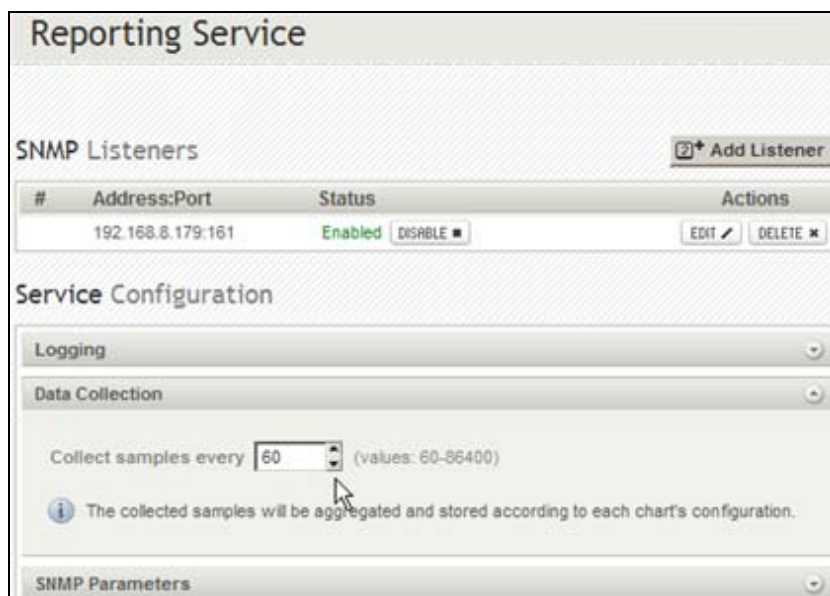 Reporting Service
SNMP Listeners
Add Listener
# Address:Port Status Actions
192.168.8.179:161 Enabled DISABLE EDIT DELETE
Service Configuration
Logging
Data Collection
Collect samples every 60 (values: 60-86400)
The collected samples will be aggregated and stored according to each chart's configuration.
SNMP Parameters